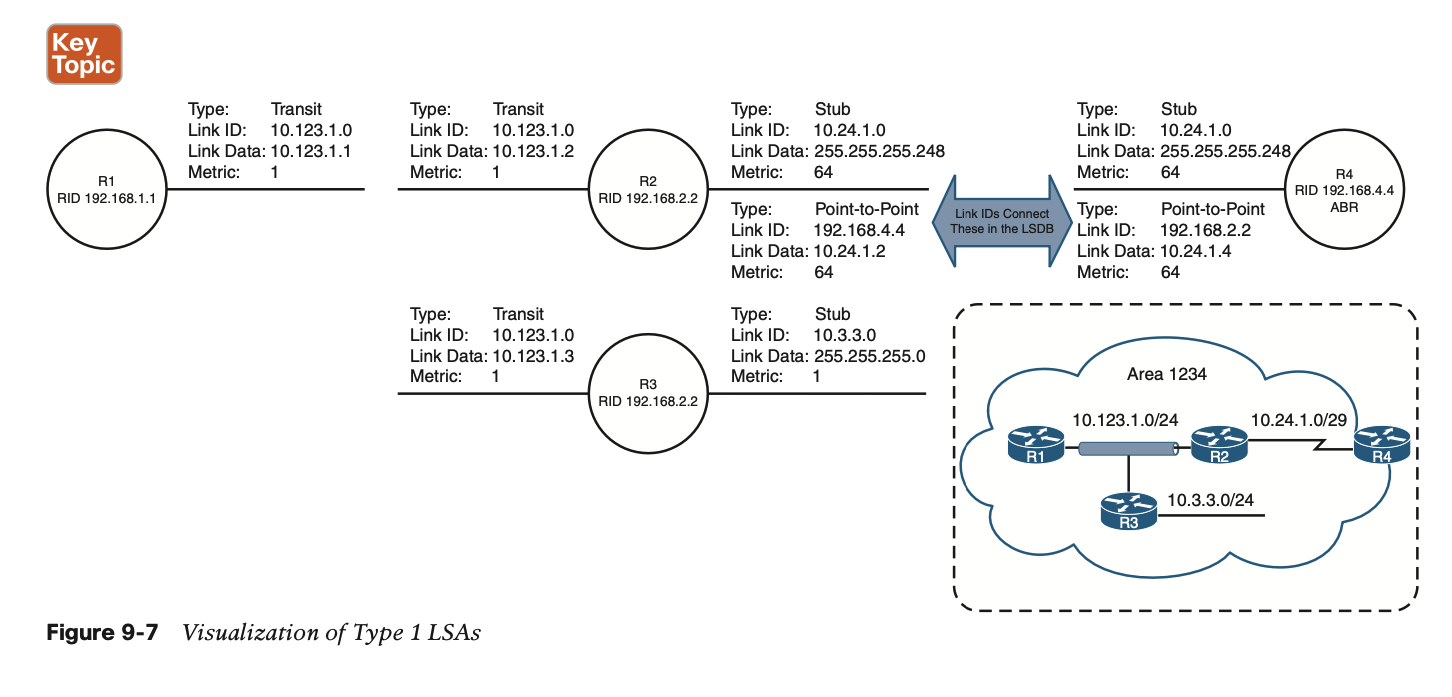 Key
Topic
R1
RID 192.168.1.1
Type: Transit
Link ID: 10.123.1.0
Link Data: 10.123.1.1
Metric: 1
Type: Transit
Link ID: 10.123.1.0
Link Data: 10.123.1.2
Metric: 1
R2
RID 192.168.2.2
Type: Stub
Link ID: 10.24.1.0
Link Data: 255.255.255.248
Metric: 64
Type: Point-to-Point
Link ID: 192.168.4.4
Link Data: 10.24.1.2
Metric: 64
Link IDs Connect
These in the LSDB
Type: Stub
Link ID: 10.24.1.0
Link Data: 255.255.255.248
Metric: 64
Type: Point-to-Point
Link ID: 192.168.2.2
Link Data: 10.24.1.4
Metric: 64
R4
RID 192.168.4.4
ABR
Type: Transit
Link ID: 10.123.1.0
Link Data: 10.123.1.3
Metric: 1
R3
RID 192.168.2.2
Type: Stub
Link ID: 10.3.3.0
Link Data: 255.255.255.0
Metric: 1
Area 1234
10.123.1.0/24
10.24.1.0/29
R1
R2
R4
10.3.3.0/24
R3
Figure 9-7 Visualization of Type 1 LSAs